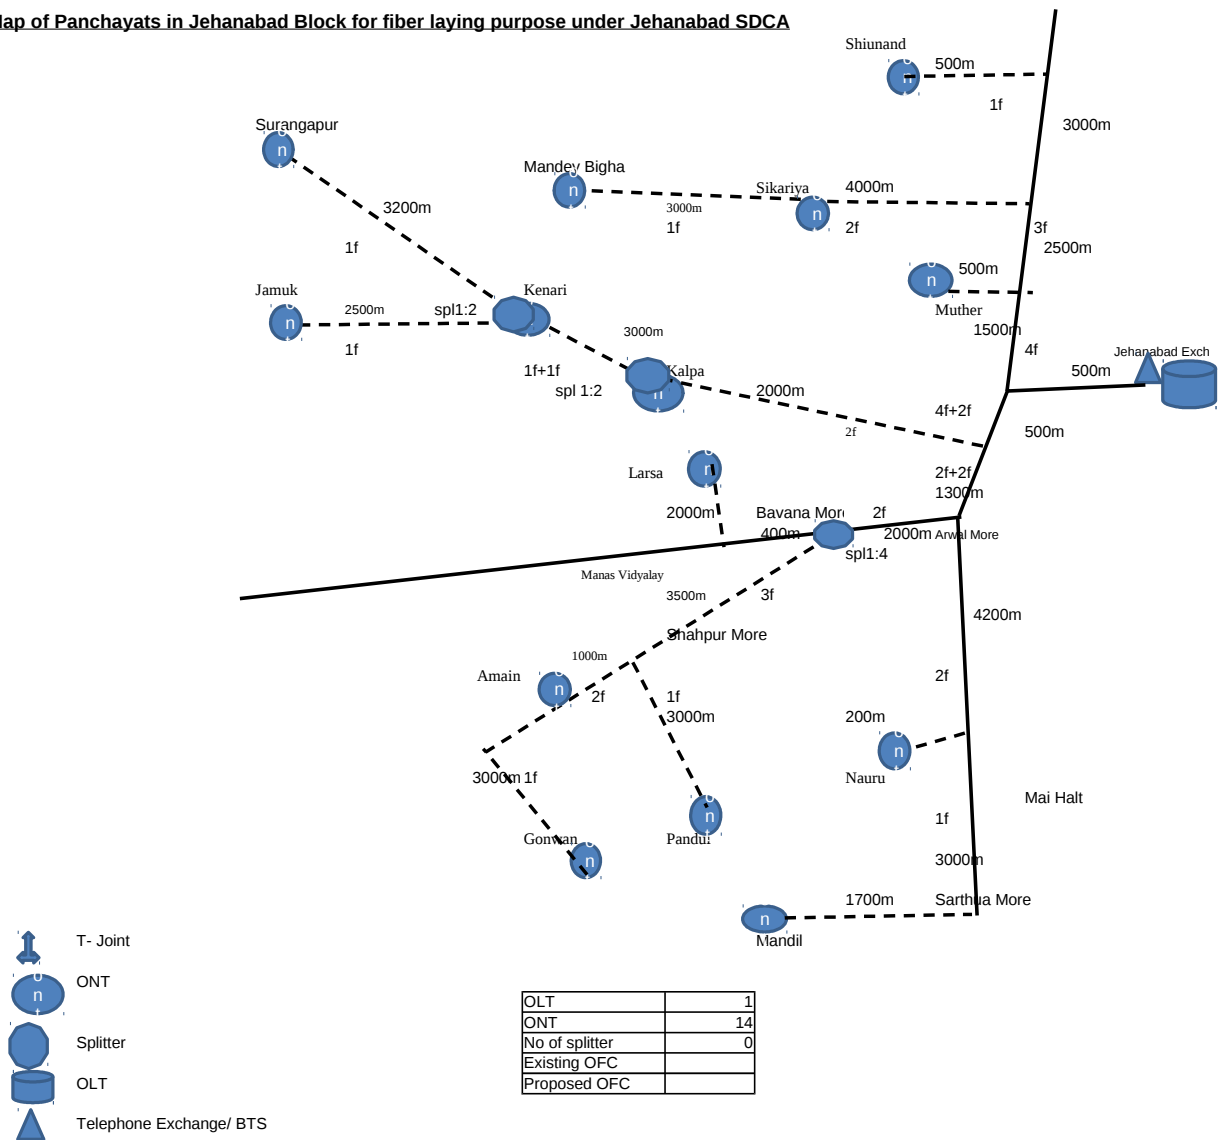 ap of Panchayats in Jehanabad Block for fiber laying purpose under Jehanabad SDCA
Shiunand
500m
1f
3000m
Surangapur
Mandey Bigha
Sikariya
4000m
3200m
3000m
1f
2f
3f
1f
2500m
500m
Jamuk
Kenari
2500m
spl1:2
Muther
3000m
1500m
1f
4f
Jehanabad Exch
1f+1f
Kalpa
500m
spl 1:2
2000m
4f+2f
2f
500m
Larsa
2f+2f
1300m
2000m
Bavana More
2f
400m
2000m
Arwal More
spl1:4
Manas Vidyalay
3500m
3f
4200m
Shahpur More
1000m
Amain
2f
1f
2f
3000m
200m
3000m
1f
Nauru
Mai Halt
1f
Gonwan
Pandui
3000m
1700m
Sarthua More
Mandil
T- Joint
ONT
Splitter
OLT
Telephone Exchange/ BTS
OLT 1
ONT 14
No of splitter 0
Existing OFC
Proposed OFC